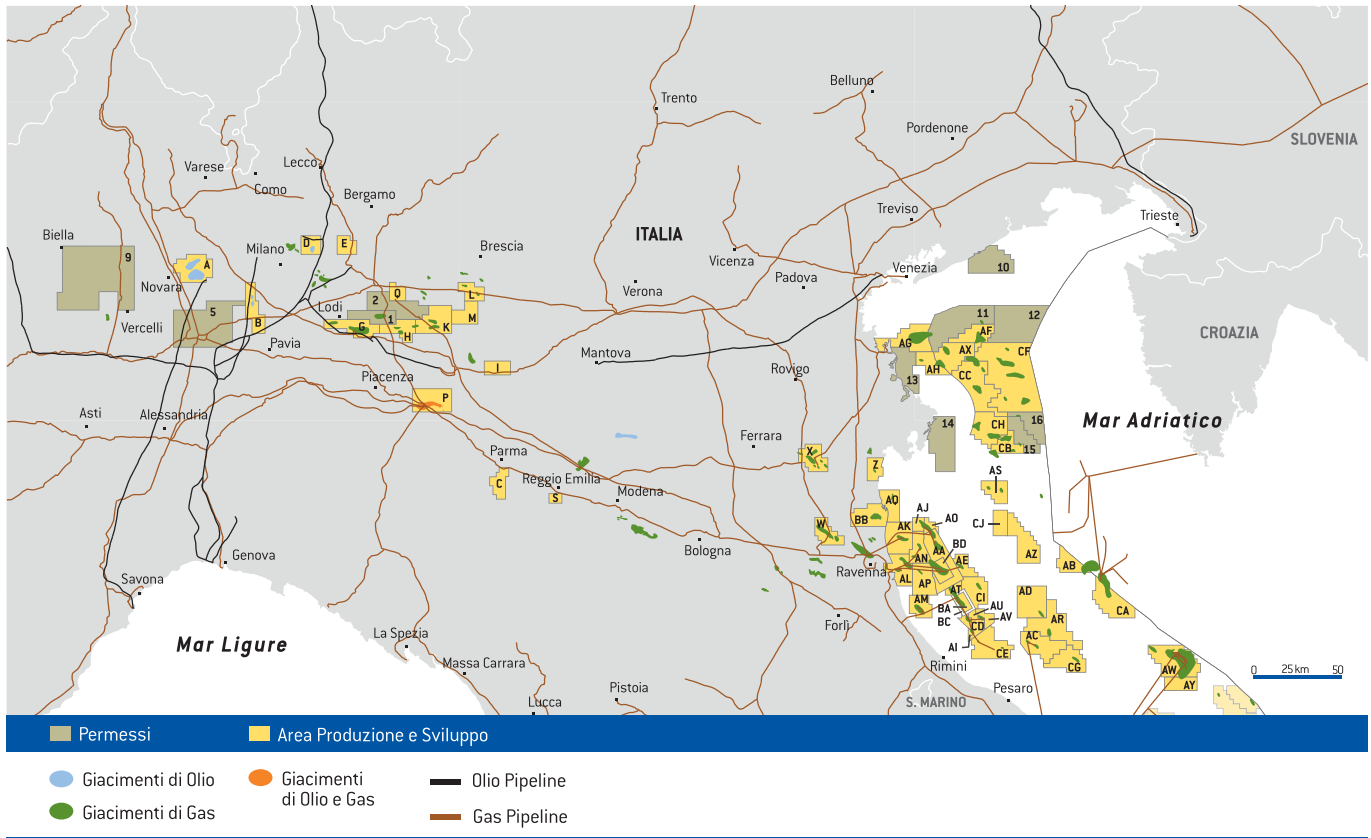 Belluno
Trento
Pordenone
SLOVENIA
Lecco
Varese
Como
Bergamo
Treviso
Trieste
Biella
Milano
D
E
Brescia
ITALIA
Vicenza
Venezia
9
A
Novara
Padova
10
Verona
Q
L
2
Lodi
5
Vercelli
B
G
1
H
K
M
11
12
AF
CROAZIA
Pavia
AG
AX
CF
Mantova
I
Rovigo
AH
CC
13
Piacenza
P
Asti
Alessandria
Mar Adriatico
14
CH
16
Ferrara
CB
15
Parma
X
Z
AS
C
Reggio Emilia
S
Modena
AQ
AJ
AO
BB
W
AK
CJ
BD
Bologna
AA
AZ
AN
AE
Genova
Ravenna
AB
AL
AP
Savona
AT
CI
AD
AM
BA
AU
CA
BC
AV
AR
Forlì
CD
La Spezia
AC
Mar Ligure
AI
CE
Massa Carrara
Rimini
CG
AW
0 25 km 50
AY
Pistoia
Pesaro
Lucca
S. MARINO
Permessi
Area Produzione e Sviluppo
Giacimenti di Olio
Giacimenti
di Olio e Gas
Olio Pipeline
Giacimenti di Gas
Gas Pipeline